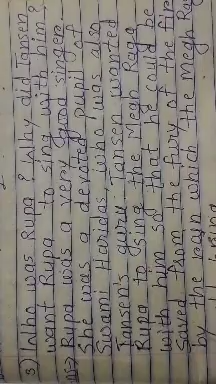 3) Who was Rupa? Why did Tansen
want Rupa to sing with him?
Ans> Rupa was a very good singer.
She was a devoted pupil of
Swami Haridas, who was also
Tansen's guru. Tansen wanted
Rupa to sing the Megh Raga
with him so that he could be
saved from the fury of the fire
by the rain which the Megh Rag